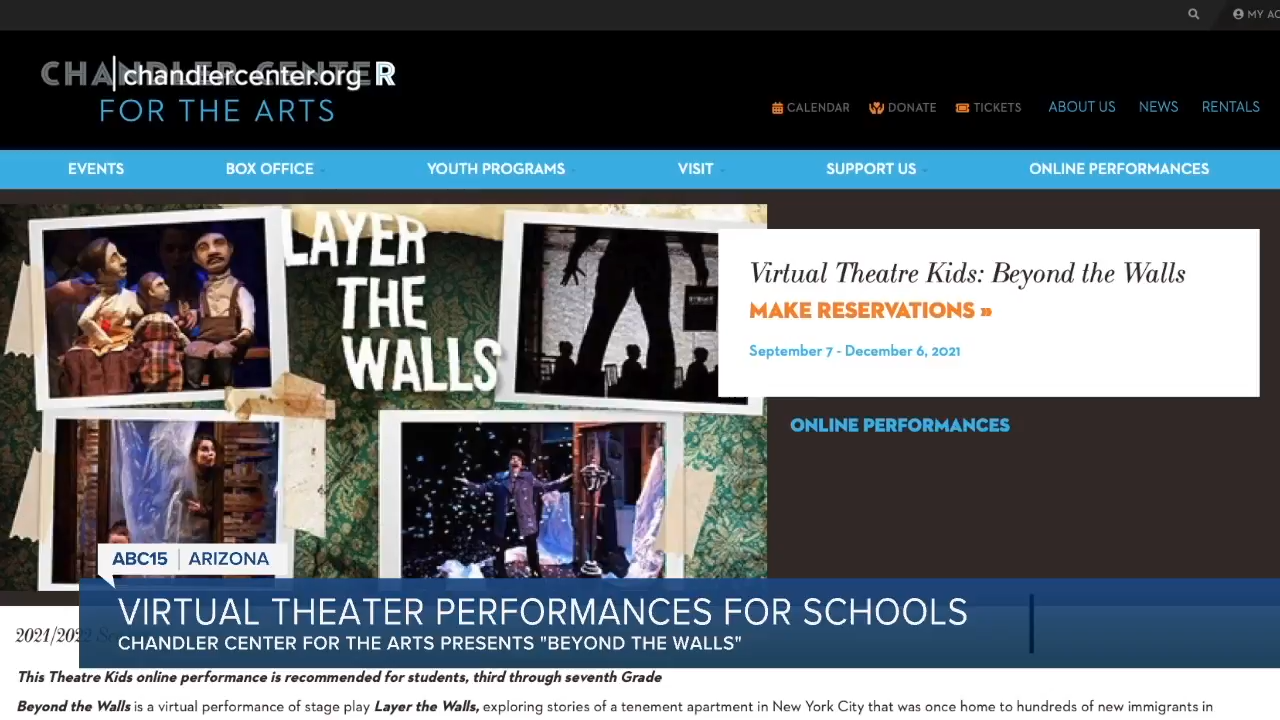 MY AC
CHANDLER CENTER
chandlercenter.org
FOR THE ARTS
CALENDAR DONATE TICKETS ABOUT US NEWS RENTALS
EVENTS BOX OFFICE YOUTH PROGRAMS VISIT SUPPORT US ONLINE PERFORMANCES
LAYER
THE
WALLS
Virtual Theatre Kids: Beyond the Walls
MAKE RESERVATIONS »
September 7 - December 6, 2021
ONLINE PERFORMANCES
ABC15 | ARIZONA
VIRTUAL THEATER PERFORMANCES FOR SCHOOLS
CHANDLER CENTER FOR THE ARTS PRESENTS "BEYOND THE WALLS"
2021/2022
This Theatre Kids online performance is recommended for students, third through seventh Grade
Beyond the Walls is a virtual performance of stage play Layer the Walls, exploring stories of a tenement apartment in New York City that was once home to hundreds of new immigrants in